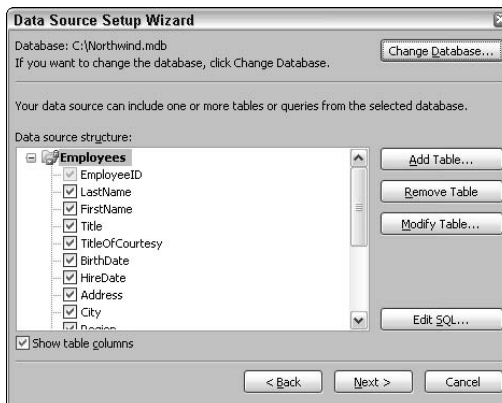 Data Source Setup Wizard
Database: C:\Northwind.mdb
If you want to change the database, click Change Database.
Change Database...
Your data source can include one or more tables or queries from the selected database.
Data source structure:
Employees
EmployeeID
LastName
FirstName
Title
TitleOfCourtesy
BirthDate
HireDate
Address
City
Region
Add Table...
Remove Table
Modify Table...
Edit SQL...
Show table columns
< Back
Next >
Cancel